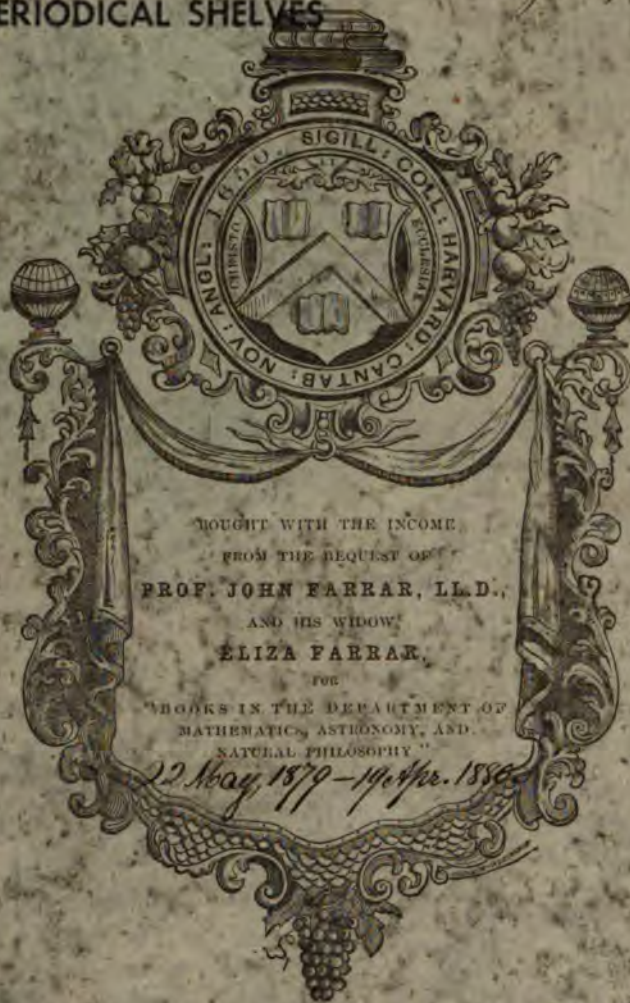 PERIODICAL SHELVES
SIGILL: COLL: HARVARD: CANTAB: NOV: ANGL: 1650.
CHRISTO
ECCLESIAE
BOUGHT WITH THE INCOME
FROM THE BEQUEST OF
PROF. JOHN FARRAR, LL.D.,
AND HIS WIDOW,
ELIZA FARRAR,
FOR
"BOOKS IN THE DEPARTMENT OF
MATHEMATICS, ASTRONOMY, AND
NATURAL PHILOSOPHY"
22 May, 1879 – 19 Apr. 1880